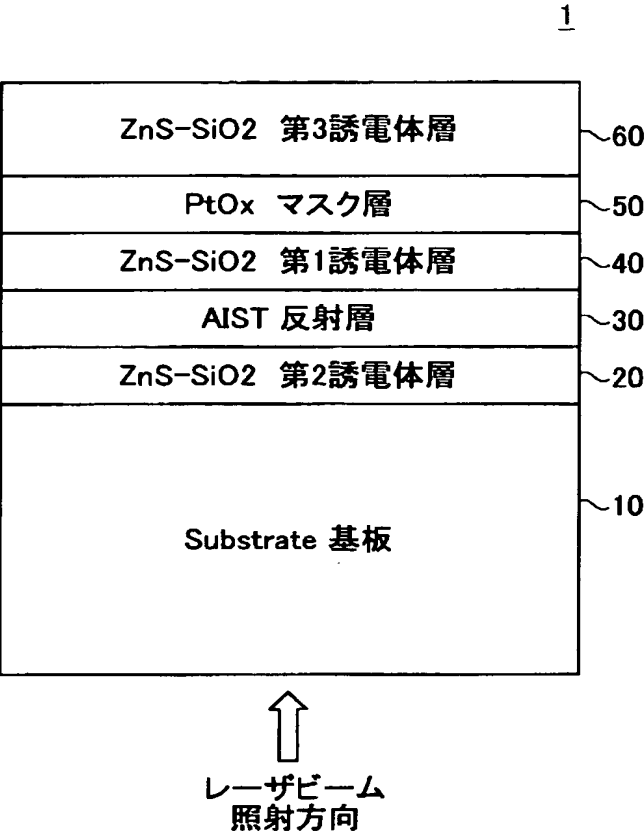 1
ZnS-SiO2 第3誘電体層 60
PtOx マスク層 50
ZnS-SiO2 第1誘電体層 40
AIST 反射層 30
ZnS-SiO2 第2誘電体層 20
Substrate 基板 10
レーザビーム
照射方向